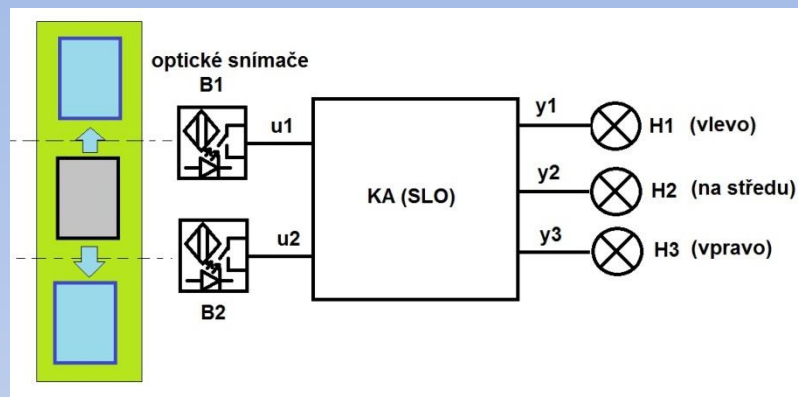 optické snímače
B1
u1
u2
B2
KA (SLO)
y1
H1 (vlevo)
y2
H2 (na středu)
y3
H3 (vpravo)